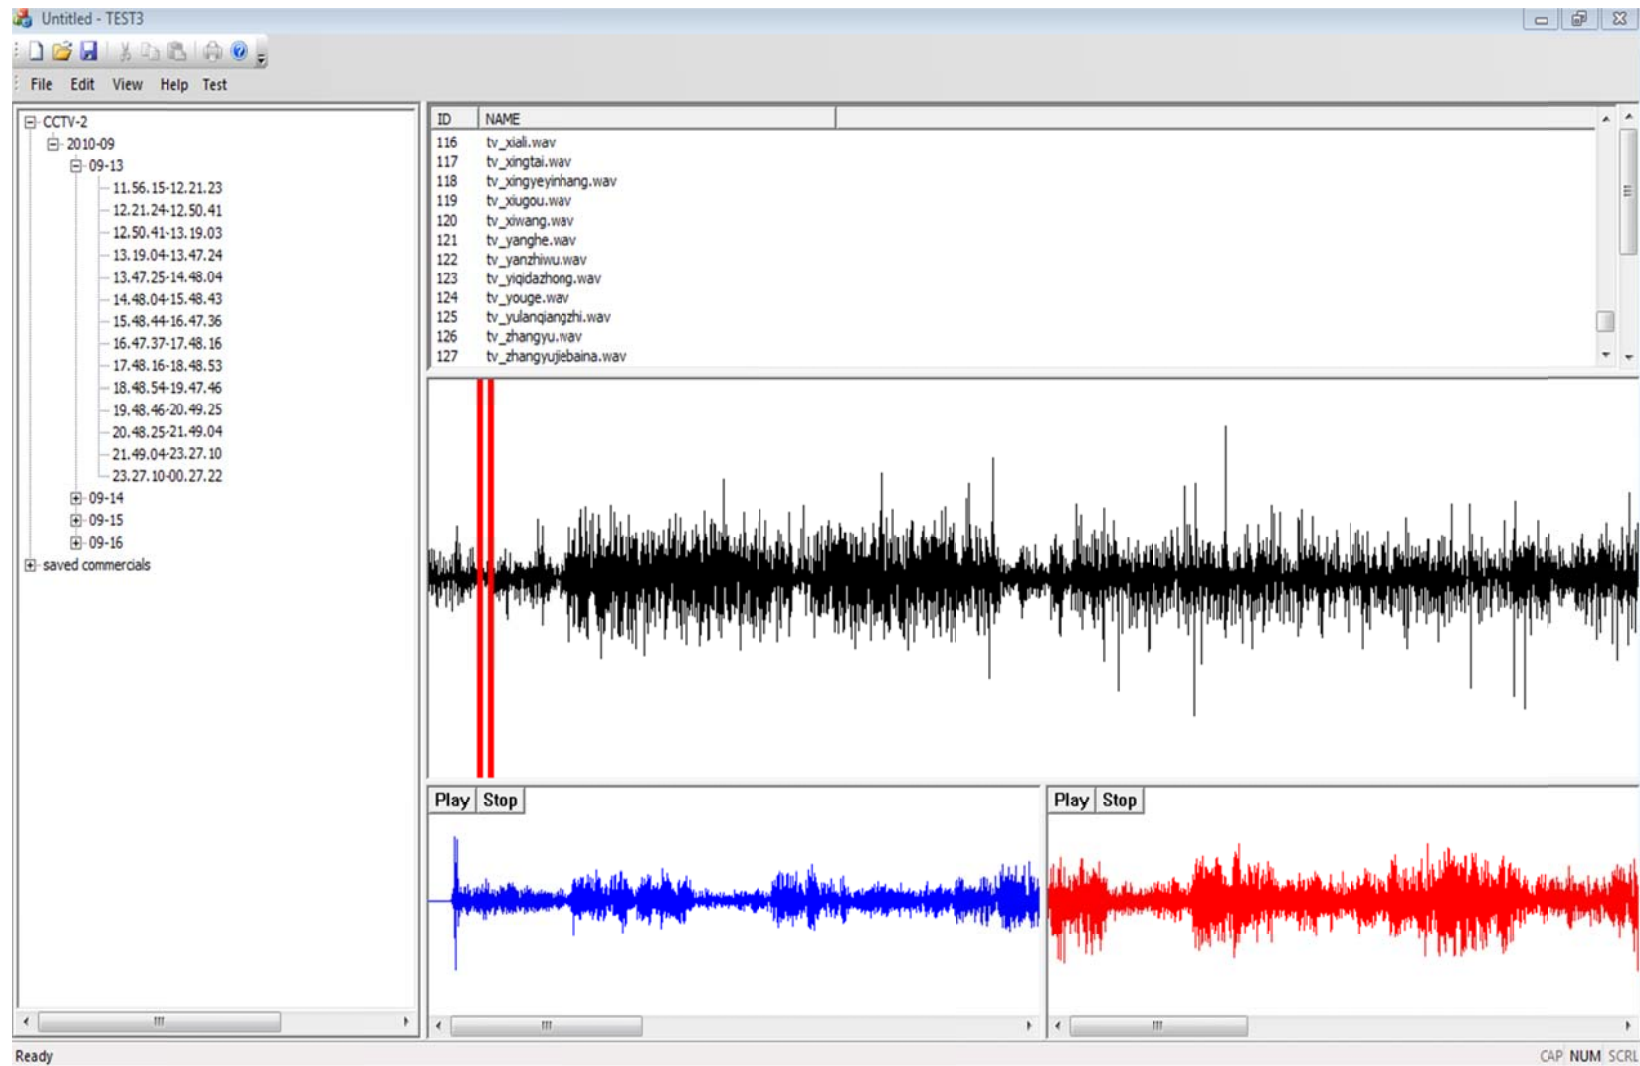 Untitled - TEST3
File Edit View Help Test
CCTV-2
2010-09
09-13
11.56.15-12.21.23
12.21.24-12.50.41
12.50.41-13.19.03
13.19.04-13.47.24
13.47.25-14.48.04
14.48.04-15.48.43
15.48.44-16.47.36
16.47.37-17.48.16
17.48.16-18.48.53
18.48.54-19.47.46
19.48.46-20.49.25
20.48.25-21.49.04
21.49.04-23.27.10
23.27.10-00.27.22
09-14
09-15
09-16
saved commercials
ID NAME
116 tv_xiali.wav
117 tv_xingtai.wav
118 tv_xingyeyinhang.wav
119 tv_xiugou.wav
120 tv_xiwang.wav
121 tv_yanghe.wav
122 tv_yanzhiwu.wav
123 tv_yiqidazhong.wav
124 tv_youge.wav
125 tv_yulanqiangzhi.wav
126 tv_zhangyu.wav
127 tv_zhangyujiebaina.wav
Play Stop
Play Stop
Ready
CAP NUM SCRL